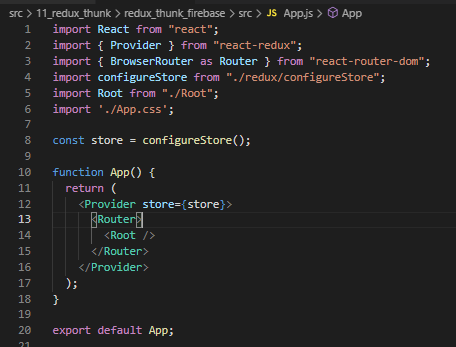 src > 11_redux_thunk > redux_thunk_firebase > src > JS App.js > App
1 import React from "react";
2 import { Provider } from "react-redux";
3 import { BrowserRouter as Router } from "react-router-dom";
4 import configureStore from "./redux/configureStore";
5 import Root from "./Root";
6 import './App.css';
7
8 const store = configureStore();
9
10 function App() {
11   return (
12     <Provider store={store}>
13       <Router>
14         <Root />
15       </Router>
16     </Provider>
17   );
18 }
19
20 export default App;
21